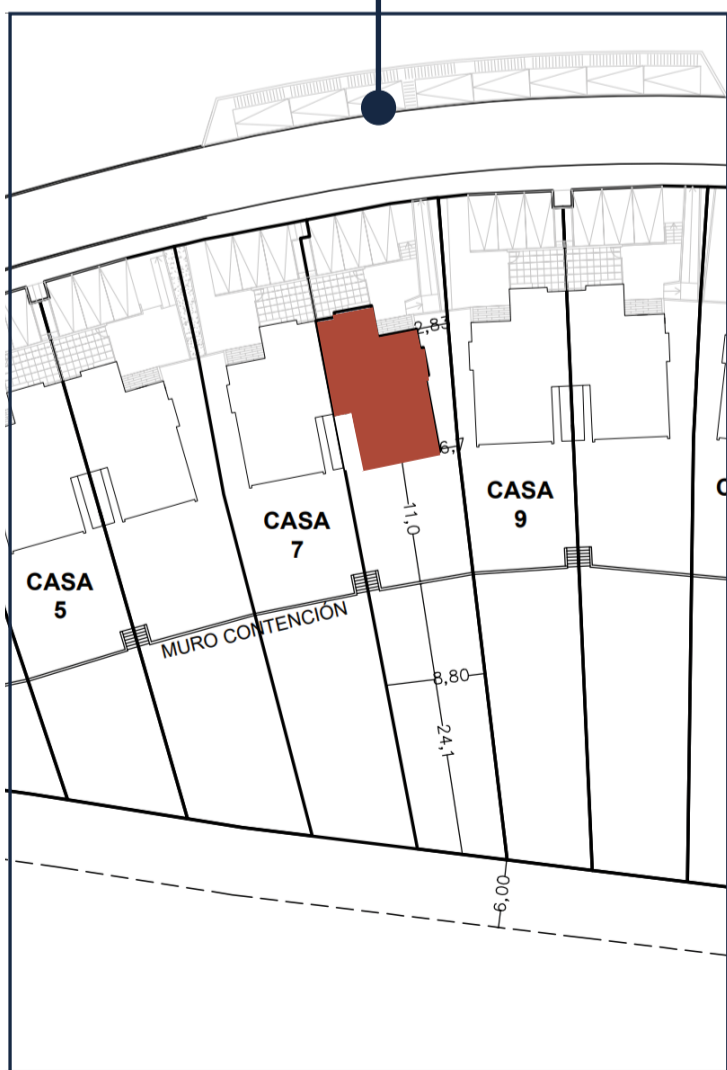 2,83
6,7
CASA
9
11,0
CASA
7
CASA
5
MURO CONTENCIÓN
8,80
24,1
6,00